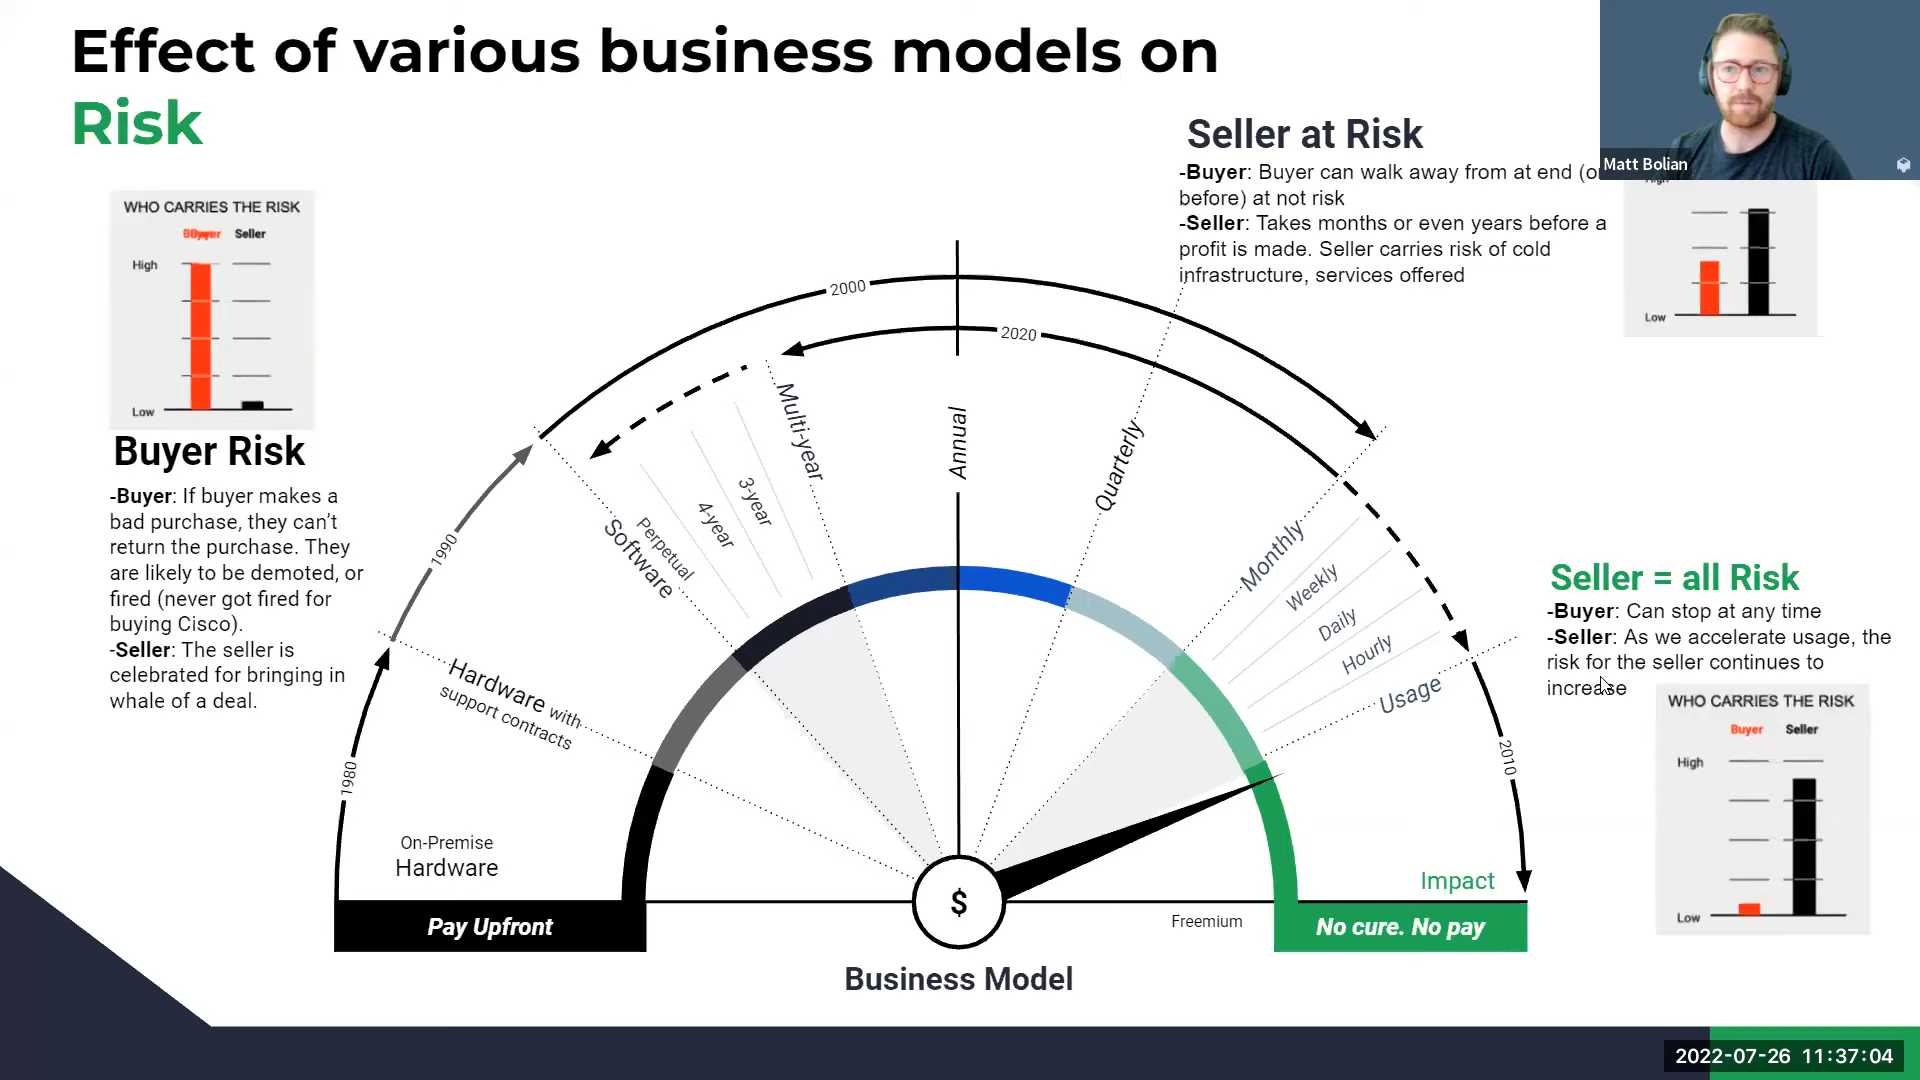 Effect of various business models on
Risk
Matt Bolian
Seller at Risk
-Buyer: Buyer can walk away from at end (or
before) at not risk
-Seller: Takes months or even years before a
profit is made. Seller carries risk of cold
infrastructure, services offered
High
Low
WHO CARRIES THE RISK
Buyer Seller
High
Low
Buyer Risk
-Buyer: If buyer makes a
bad purchase, they can’t
return the purchase. They
are likely to be demoted, or
fired (never got fired for
buying Cisco).
-Seller: The seller is
celebrated for bringing in
whale of a deal.
1980
1990
2000
2020
2010
On-Premise
Hardware
Hardware with
support contracts
Software
Perpetual
4-year
3-year
Multi-year
Annual
Quarterly
Monthly
Weekly
Daily
Hourly
Usage
Impact
Seller = all Risk
-Buyer: Can stop at any time
-Seller: As we accelerate usage, the
risk for the seller continues to
increase
WHO CARRIES THE RISK
Buyer Seller
High
Low
Pay Upfront
$
Freemium
No cure. No pay
Business Model
2022-07-26 11:37:04